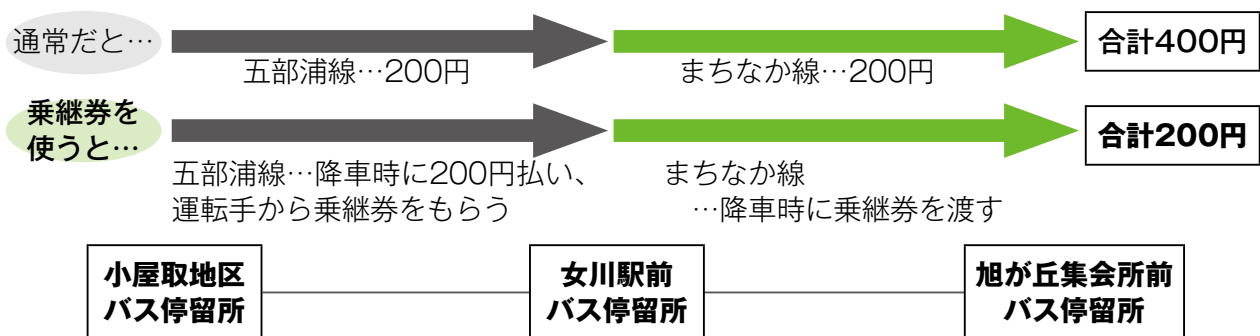 通常だと…
五部浦線…200円
まちなか線…200円
合計400円
乗継券を
使うと…
五部浦線…降車時に200円払い、
運転手から乗継券をもらう
まちなか線
…降車時に乗継券を渡す
合計200円
小屋取地区
バス停留所
女川駅前
バス停留所
旭が丘集会所前
バス停留所